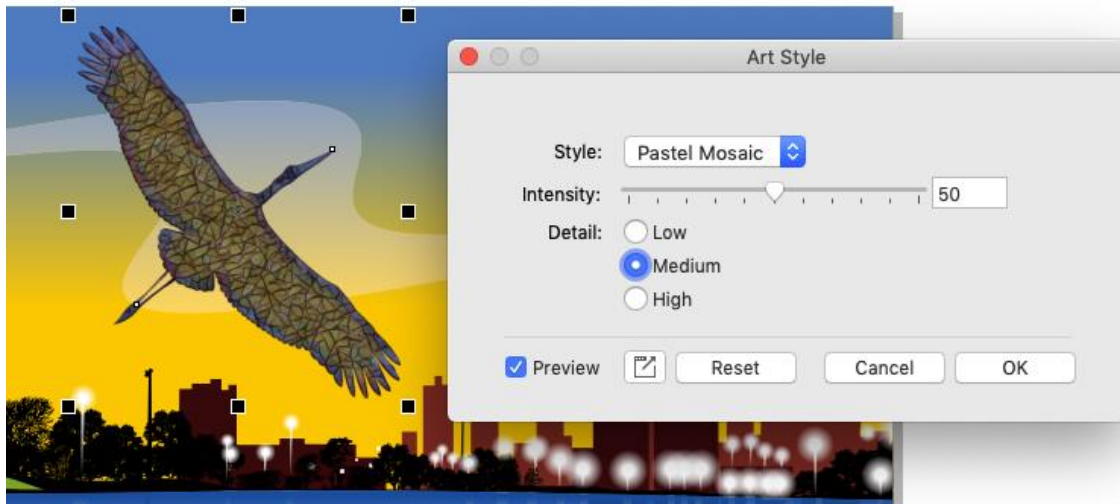 Art Style
Style: Pastel Mosaic
Intensity: 50
Detail: Low
Medium
High
Preview Reset Cancel OK